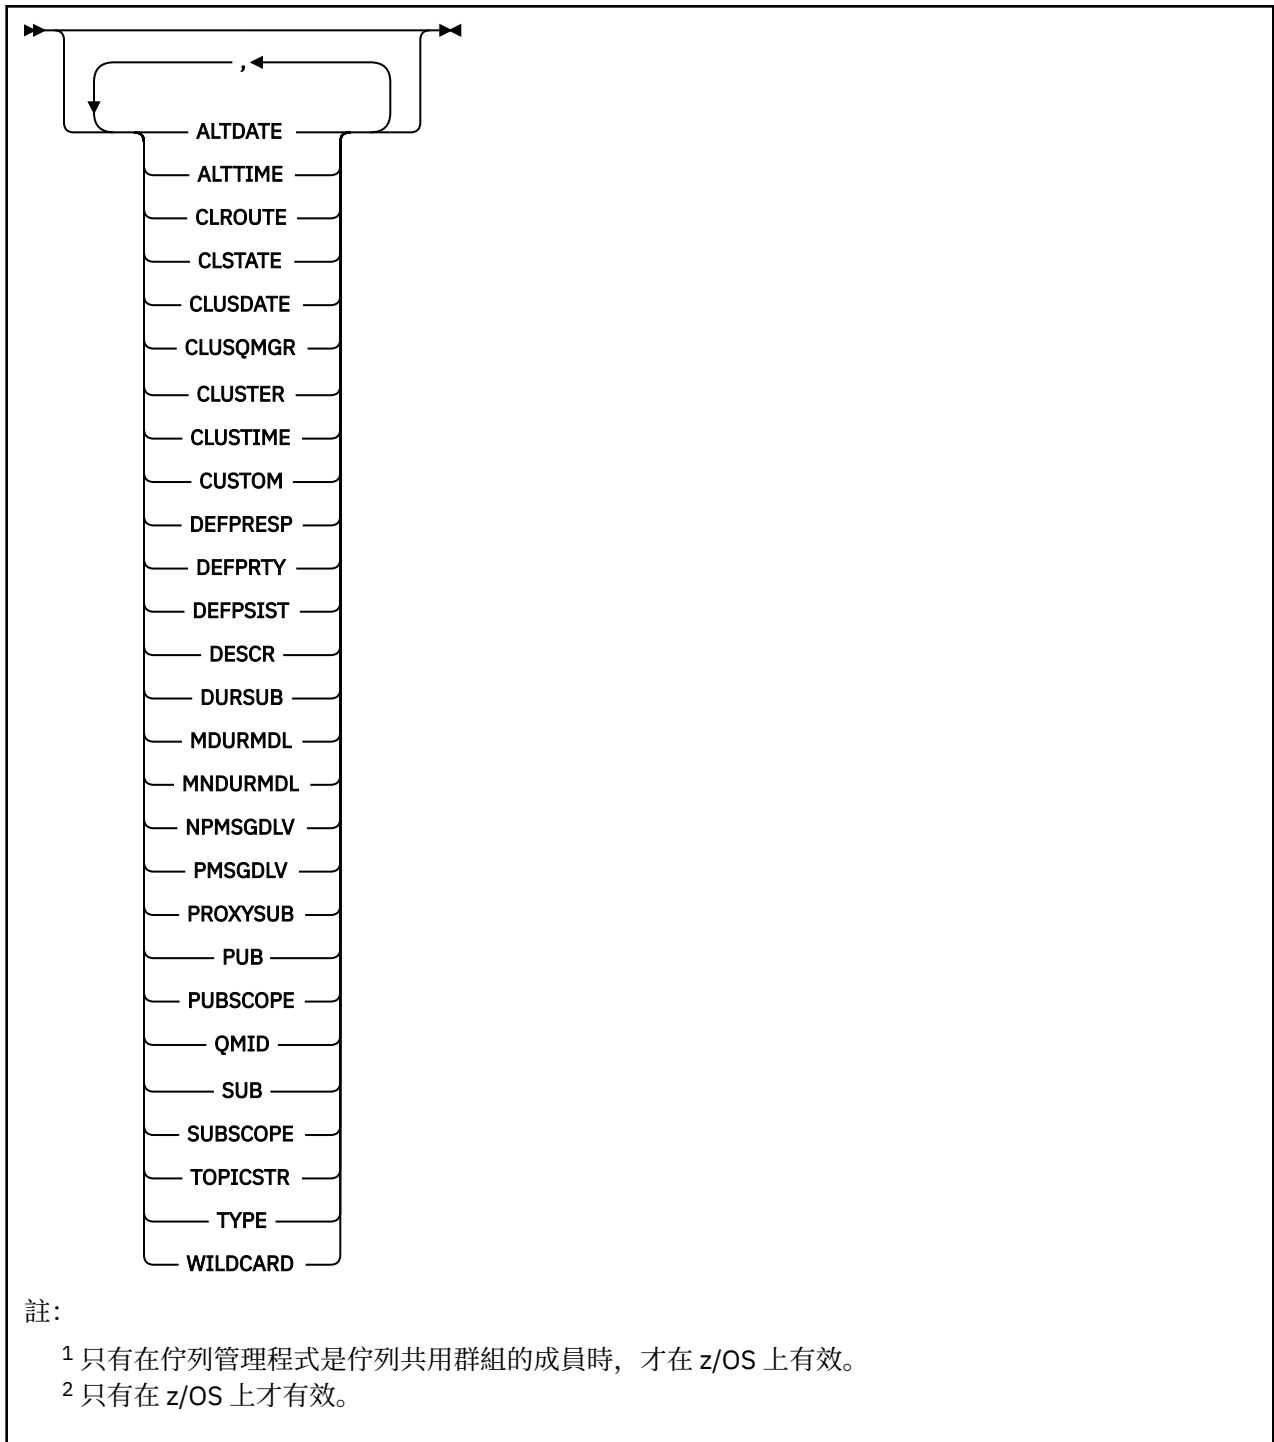 ,
ALTDATE
ALTTIME
CLROUTE
CLSTATE
CLUSDATE
CLUSQMGR
CLUSTER
CLUSTIME
CUSTOM
DEFPRESP
DEFPRTY
DEFPSIST
DESCR
DURSUB
MDURMDL
MNDURMDL
NPMSGDLV
PMSGDLV
PROXYSUB
PUB
PUBSCOPE
QMID
SUB
SUBSCOPE
TOPICSTR
TYPE
WILDCARD
註：
1 只有在佇列管理程式是佇列共用群組的成員時，才在 z/OS 上有效。
2 只有在 z/OS 上才有效。